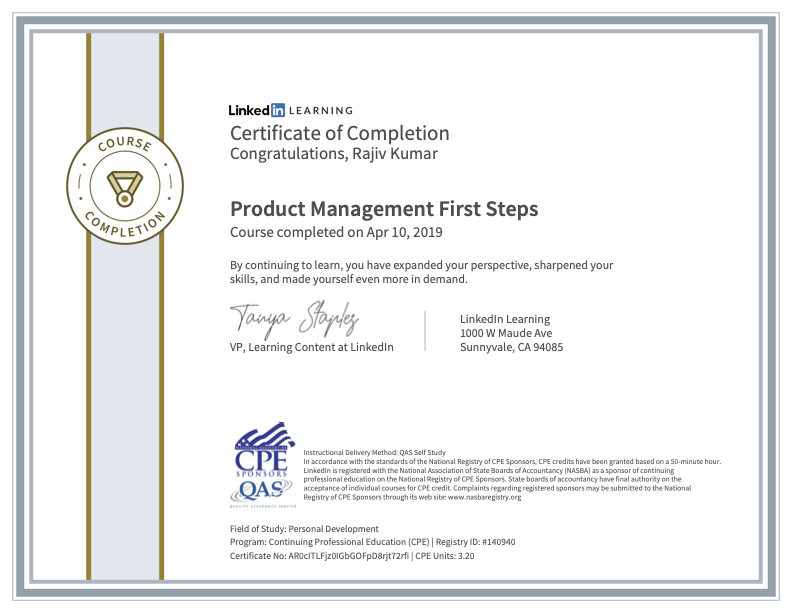 COURSE
COMPLETION
Linked in LEARNING
Certificate of Completion
Congratulations, Rajiv Kumar
Product Management First Steps
Course completed on Apr 10, 2019
By continuing to learn, you have expanded your perspective, sharpened your
skills, and made yourself even more in demand.
Tanya Staples
VP, Learning Content at LinkedIn
LinkedIn Learning
1000 W Maude Ave
Sunnyvale, CA 94085
NATIONAL REGISTRY OF
CPE
SPONSORS
QAS
QUALITY ASSURANCE SERVICE
Instructional Delivery Method: QAS Self Study
In accordance with the standards of the National Registry of CPE Sponsors, CPE credits have been granted based on a 50-minute hour.
LinkedIn is registered with the National Association of State Boards of Accountancy (NASBA) as a sponsor of continuing
professional education on the National Registry of CPE Sponsors. State boards of accountancy have final authority on the
acceptance of individual courses for CPE credit. Complaints regarding registered sponsors may be submitted to the National
Registry of CPE Sponsors through its web site: www.nasbaregistry.org
Field of Study: Personal Development
Program: Continuing Professional Education (CPE) | Registry ID: #140940
Certificate No: AR0cITLFjz0IGbGOFpD8rjt72rfi | CPE Units: 3.20